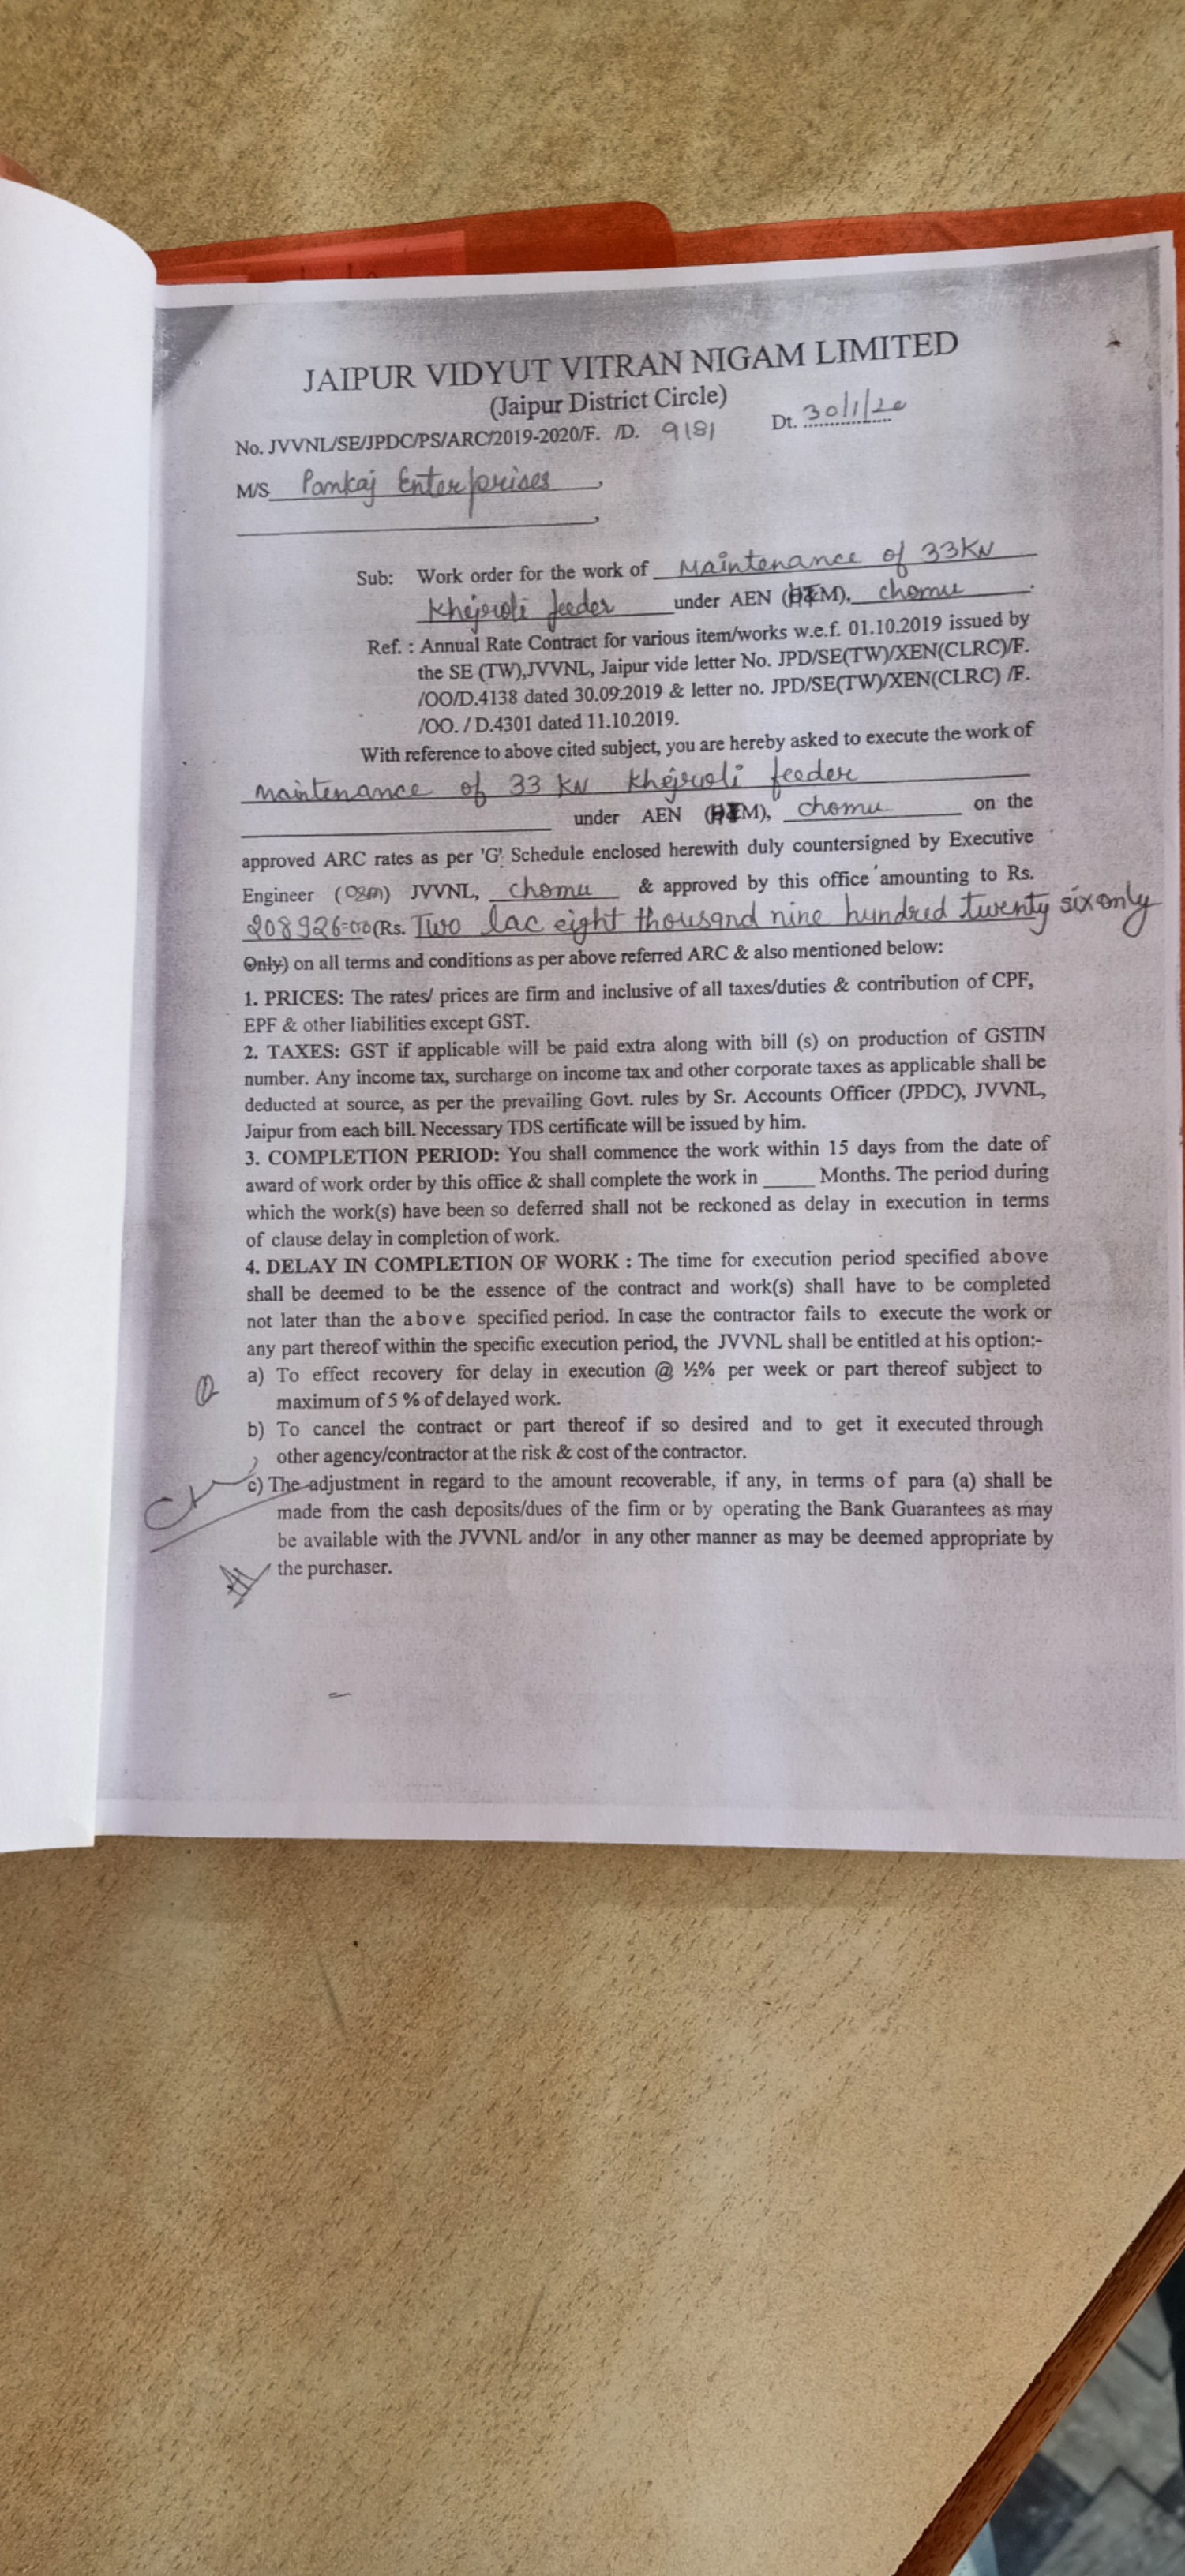 JAIPUR VIDYUT VITRAN NIGAM LIMITED
(Jaipur District Circle)
No. JVVNL/SE/JPDC/PS/ARC/2019-2020/F. /D. 9181 Dt. 30/1/20
M/S Pankaj Enterprises,
,
Sub: Work order for the work of Maintenance of 33KV
Khejroli feeder under AEN (M), chomu.
Ref. : Annual Rate Contract for various item/works w.e.f. 01.10.2019 issued by
the SE (TW),JVVNL, Jaipur vide letter No. JPD/SE(TW)/XEN(CLRC)/F.
/OO/D.4138 dated 30.09.2019 & letter no. JPD/SE(TW)/XEN(CLRC) /F.
/OO. / D.4301 dated 11.10.2019.
With reference to above cited subject, you are hereby asked to execute the work of
maintenance of 33 KV Khejroli feeder
under AEN (M), chomu on the
approved ARC rates as per 'G' Schedule enclosed herewith duly countersigned by Executive
Engineer (O&M) JVVNL, chomu & approved by this office amounting to Rs.
208926=00 (Rs. Two lac eight thousand nine hundred twenty six only
Only) on all terms and conditions as per above referred ARC & also mentioned below:
1. PRICES: The rates/ prices are firm and inclusive of all taxes/duties & contribution of CPF,
EPF & other liabilities except GST.
2. TAXES: GST if applicable will be paid extra along with bill (s) on production of GSTIN
number. Any income tax, surcharge on income tax and other corporate taxes as applicable shall be
deducted at source, as per the prevailing Govt. rules by Sr. Accounts Officer (JPDC), JVVNL,
Jaipur from each bill. Necessary TDS certificate will be issued by him.
3. COMPLETION PERIOD: You shall commence the work within 15 days from the date of
award of work order by this office & shall complete the work in _____ Months. The period during
which the work(s) have been so deferred shall not be reckoned as delay in execution in terms
of clause delay in completion of work.
4. DELAY IN COMPLETION OF WORK : The time for execution period specified above
shall be deemed to be the essence of the contract and work(s) shall have to be completed
not later than the above specified period. In case the contractor fails to execute the work or
any part thereof within the specific execution period, the JVVNL shall be entitled at his option:-
a) To effect recovery for delay in execution @ ½% per week or part thereof subject to
maximum of 5 % of delayed work.
b) To cancel the contract or part thereof if so desired and to get it executed through
other agency/contractor at the risk & cost of the contractor.
c) The adjustment in regard to the amount recoverable, if any, in terms of para (a) shall be
made from the cash deposits/dues of the firm or by operating the Bank Guarantees as may
be available with the JVVNL and/or in any other manner as may be deemed appropriate by
the purchaser.